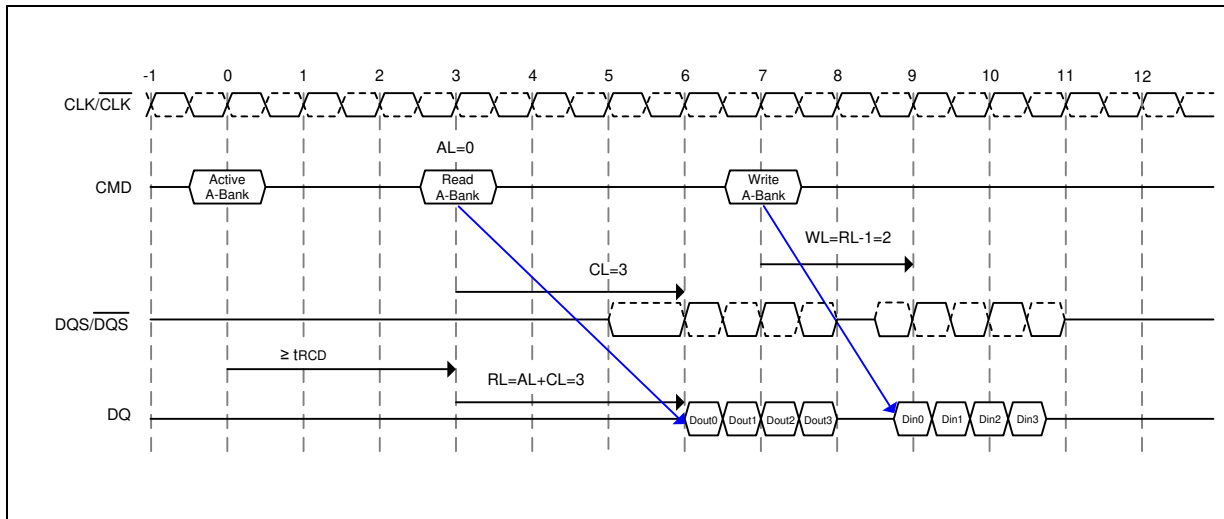 -1 0 1 2 3 4 5 6 7 8 9 10 11 12
CLK/CLK
AL=0
CMD
Active
A-Bank
Read
A-Bank
Write
A-Bank
WL=RL-1=2
CL=3
DQS/DQS
≥ tRCD
RL=AL+CL=3
DQ
Dout0 Dout1 Dout2 Dout3 Din0 Din1 Din2 Din3